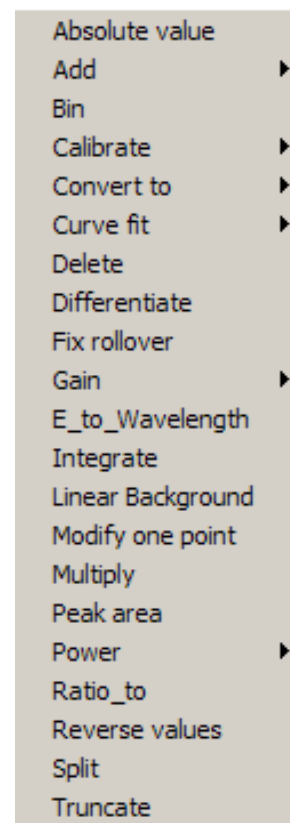 Absolute value
Add
Bin
Calibrate
Convert to
Curve fit
Delete
Differentiate
Fix rollover
Gain
E_to_Wavelength
Integrate
Linear Background
Modify one point
Multiply
Peak area
Power
Ratio_to
Reverse values
Split
Truncate